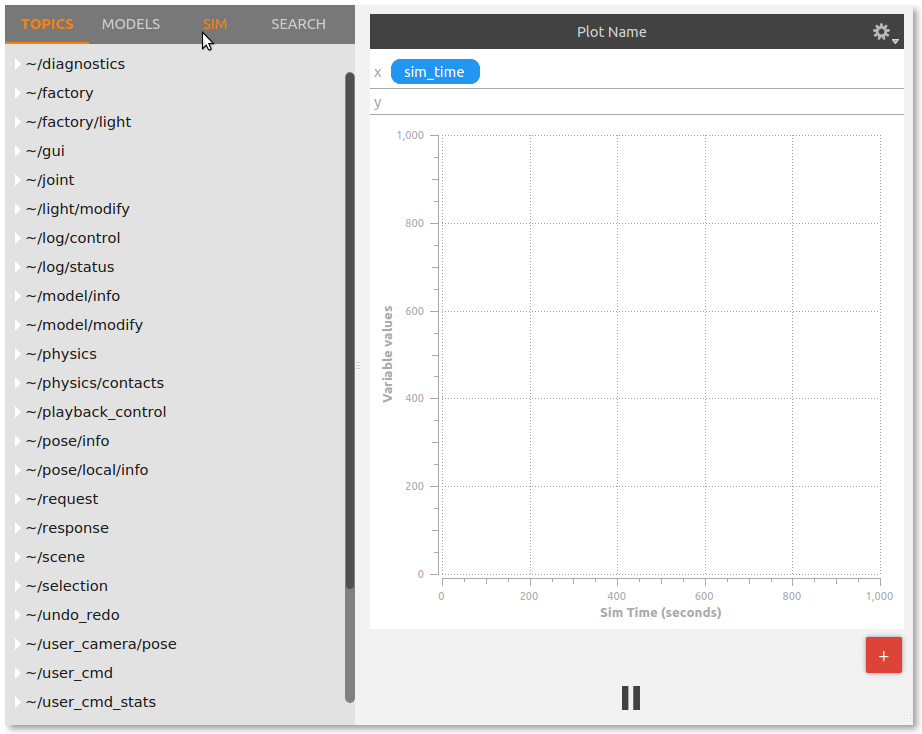 TOPICS MODELS SIM SEARCH
~/diagnostics
~/factory
~/factory/light
~/gui
~/joint
~/light/modify
~/log/control
~/log/status
~/model/info
~/model/modify
~/physics
~/physics/contacts
~/playback_control
~/pose/info
~/pose/local/info
~/request
~/response
~/scene
~/selection
~/undo_redo
~/user_camera/pose
~/user_cmd
~/user_cmd_stats
Plot Name
x sim_time
y
1,000
800
600
400
200
0
Variable values
0 200 400 600 800 1,000
Sim Time (seconds)
+